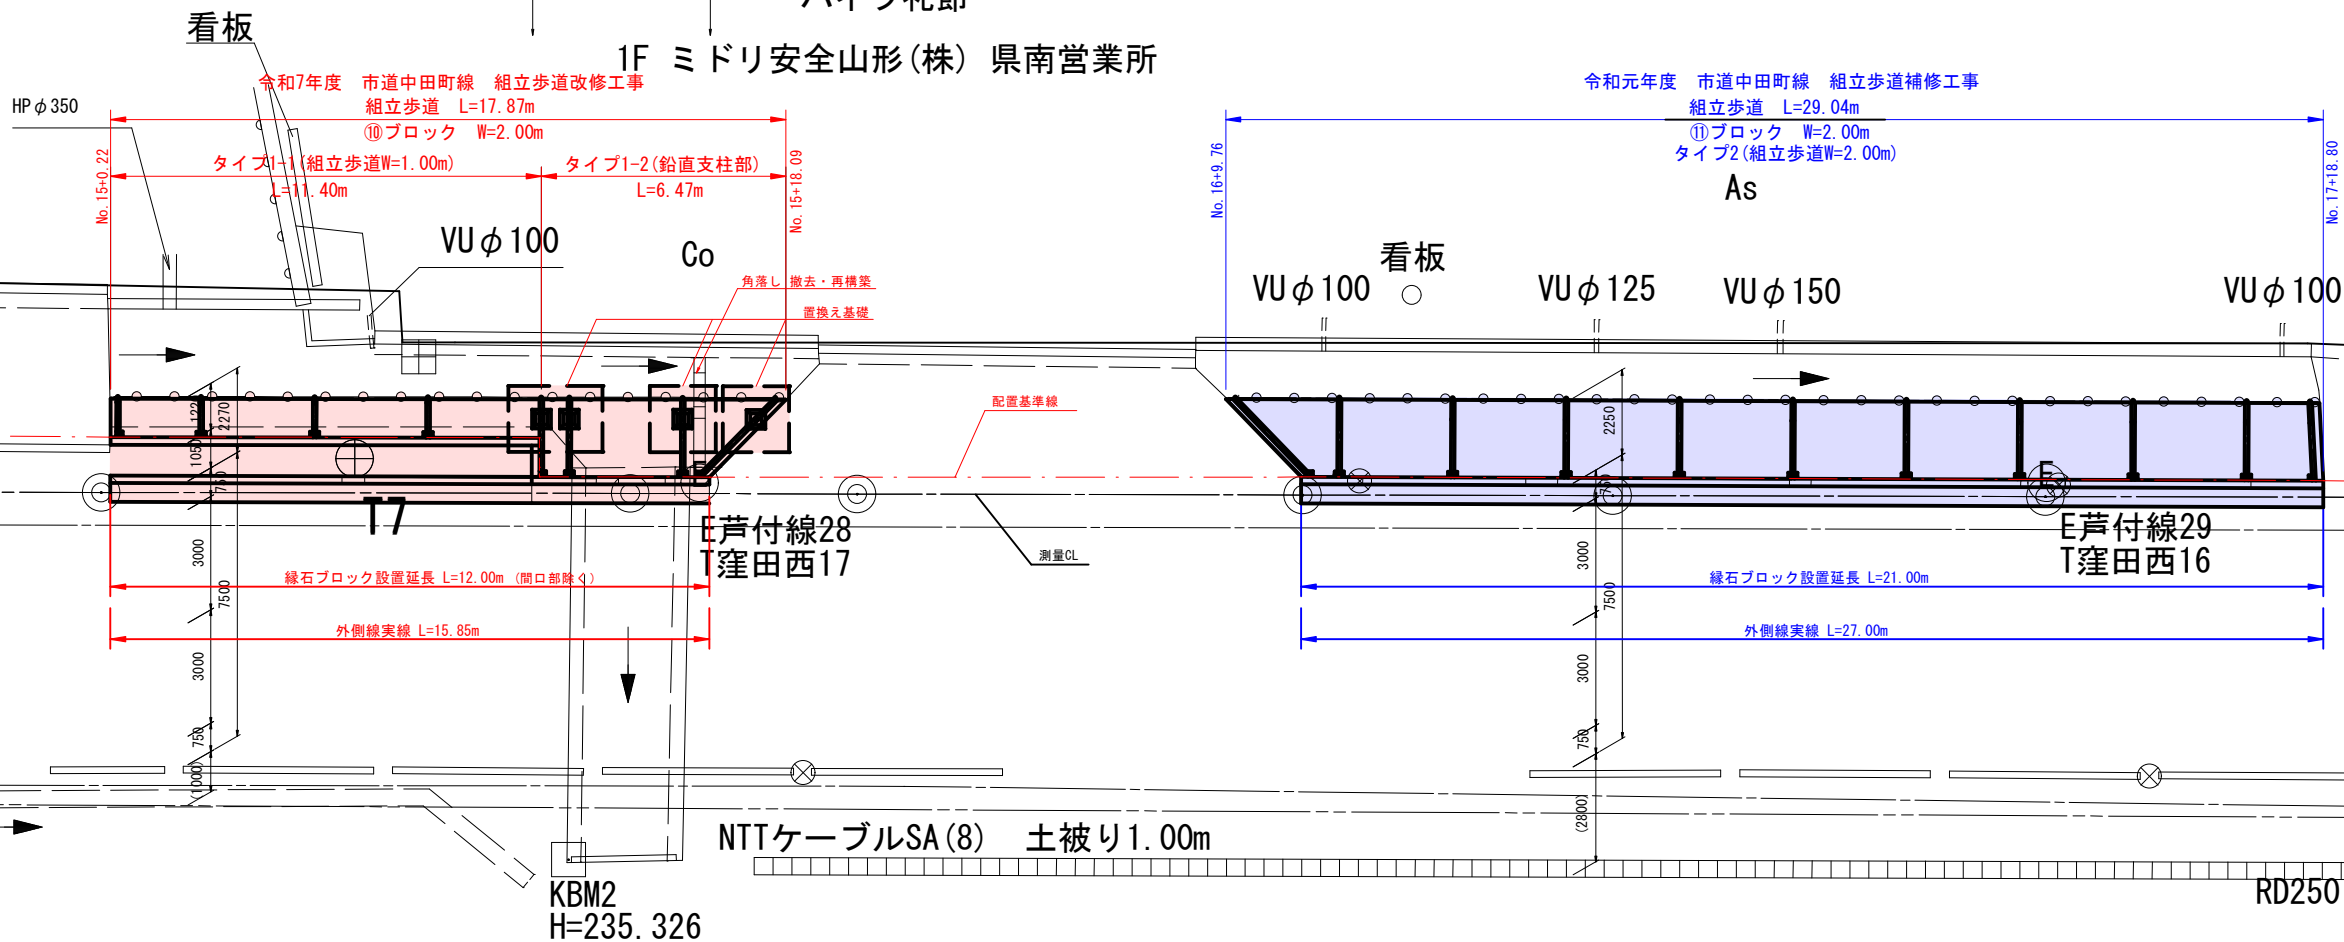 看板
1F ミドリ安全山形(株) 県南営業所
令和7年度 市道中田町線 組立歩道改修工事
組立歩道 L=17.87m
⑩ブロック W=2.00m
タイプ1-1(組立歩道W=1.00m)
L=11.40m
タイプ1-2(鉛直支柱部)
L=6.47m
No.15+0.22
No.15+18.09
HPφ350
VUφ100
Co
角落し 撤去・再構築
置換え基礎
令和元年度 市道中田町線 組立歩道補修工事
組立歩道 L=29.04m
⑪ブロック W=2.00m
タイプ2(組立歩道W=2.00m)
No.16+9.76
No.17+18.80
As
看板
VUφ100
VUφ125
VUφ150
VUφ100
配置基準線
2270
1050
750
3000
7500
3000
750
(1000)
T7
E芦付線28
T窪田西17
測量CL
縁石ブロック設置延長 L=12.00m (間口部除く)
外側線実線 L=15.85m
2250
750
3000
7500
3000
750
(2800)
E芦付線29
T窪田西16
縁石ブロック設置延長 L=21.00m
外側線実線 L=27.00m
NTTケーブルSA(8) 土被り1.00m
KBM2
H=235.326
RD250